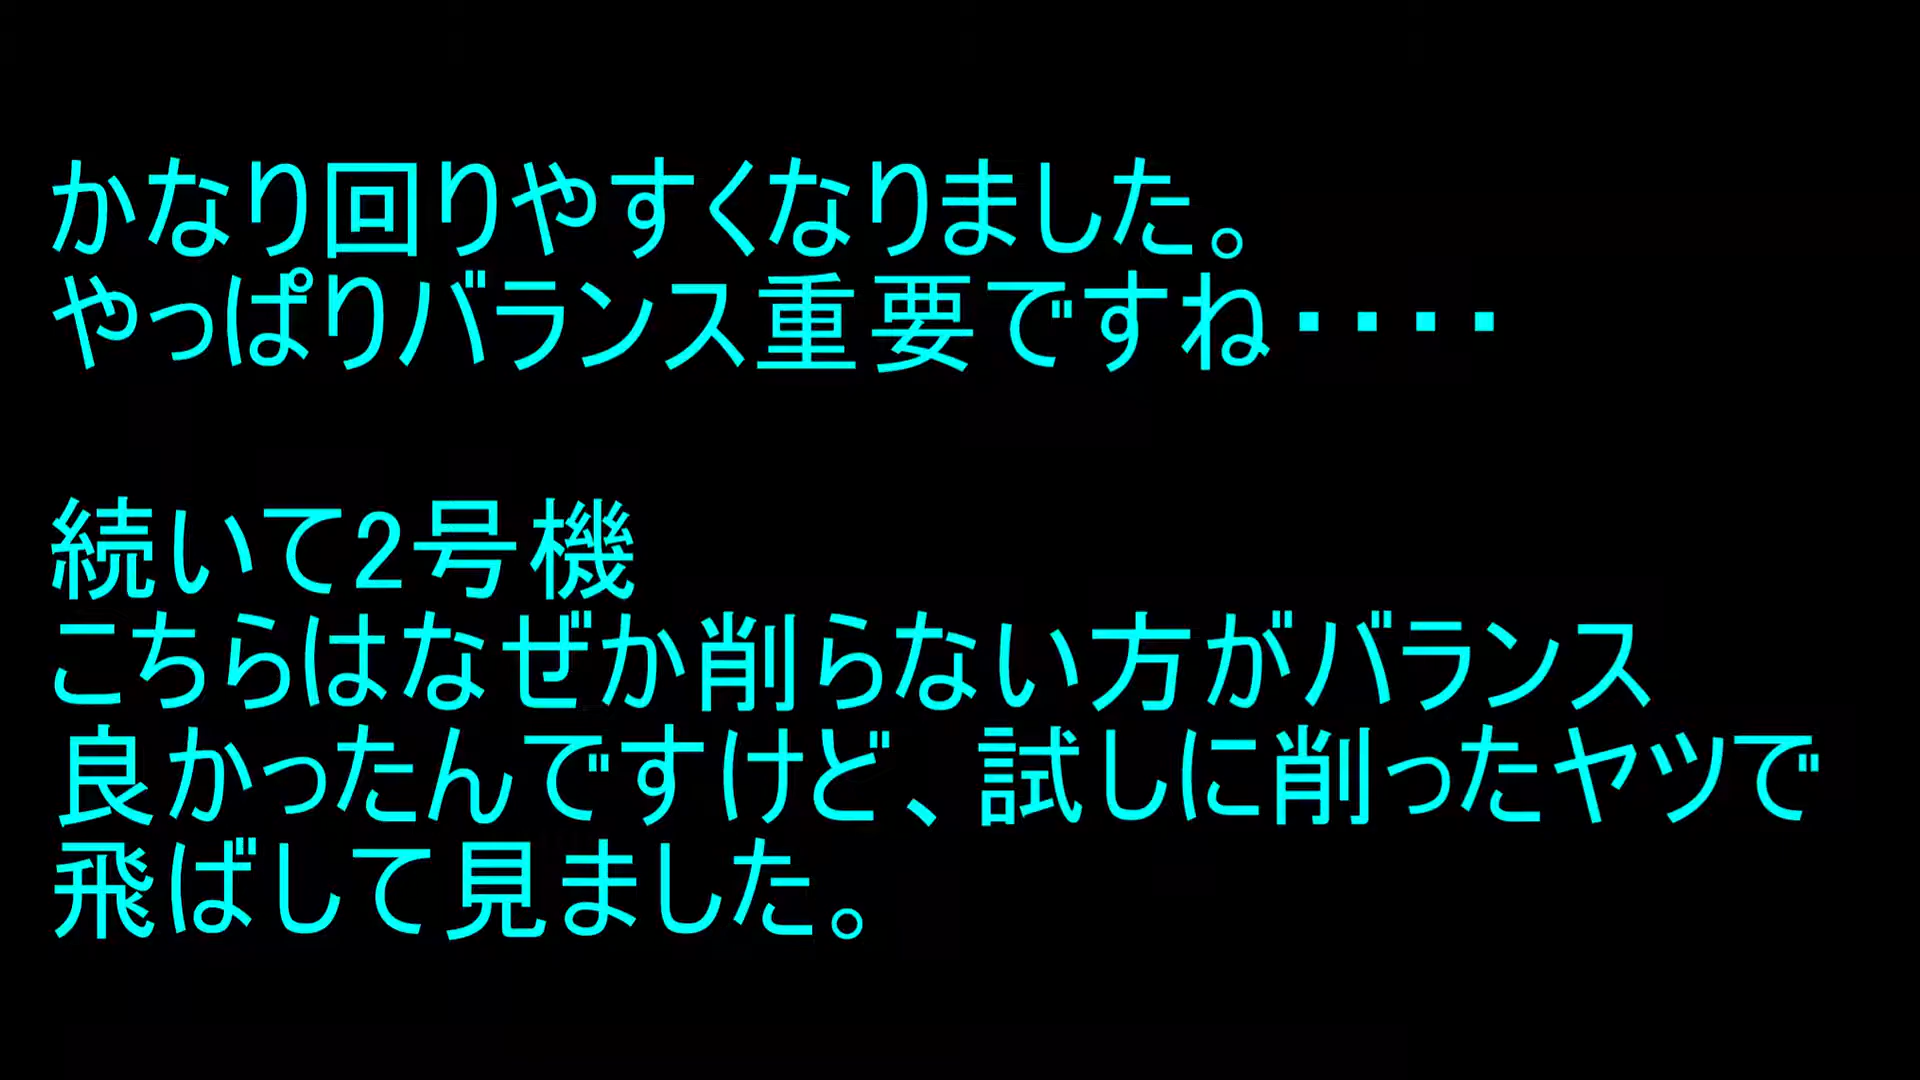 かなり回りやすくなりました。
やっぱりバランス重要ですね・・・・
続いて2号機
こちらはなぜか削らない方がバランス
良かったんですけど、試しに削ったヤツで
飛ばして見ました。